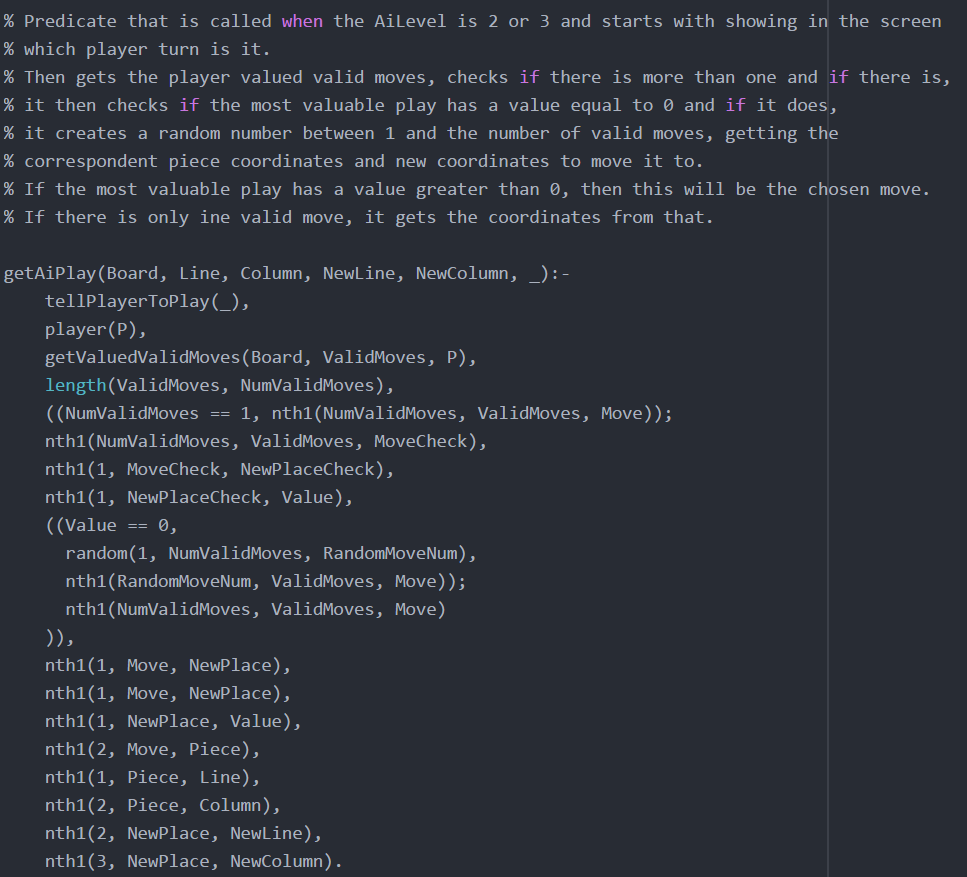 % Predicate that is called when the AiLevel is 2 or 3 and starts with showing in the screen
% which player turn is it.
% Then gets the player valued valid moves, checks if there is more than one and if there is,
% it then checks if the most valuable play has a value equal to 0 and if it does,
% it creates a random number between 1 and the number of valid moves, getting the
% correspondent piece coordinates and new coordinates to move it to.
% If the most valuable play has a value greater than 0, then this will be the chosen move.
% If there is only ine valid move, it gets the coordinates from that.

getAiPlay(Board, Line, Column, NewLine, NewColumn, _):-
    tellPlayerToPlay(_),
    player(P),
    getValuedValidMoves(Board, ValidMoves, P),
    length(ValidMoves, NumValidMoves),
    ((NumValidMoves == 1, nth1(NumValidMoves, ValidMoves, Move));
    nth1(NumValidMoves, ValidMoves, MoveCheck),
    nth1(1, MoveCheck, NewPlaceCheck),
    nth1(1, NewPlaceCheck, Value),
    ((Value == 0,
      random(1, NumValidMoves, RandomMoveNum),
      nth1(RandomMoveNum, ValidMoves, Move));
      nth1(NumValidMoves, ValidMoves, Move)
    )),
    nth1(1, Move, NewPlace),
    nth1(1, Move, NewPlace),
    nth1(1, NewPlace, Value),
    nth1(2, Move, Piece),
    nth1(1, Piece, Line),
    nth1(2, Piece, Column),
    nth1(2, NewPlace, NewLine),
    nth1(3, NewPlace, NewColumn).